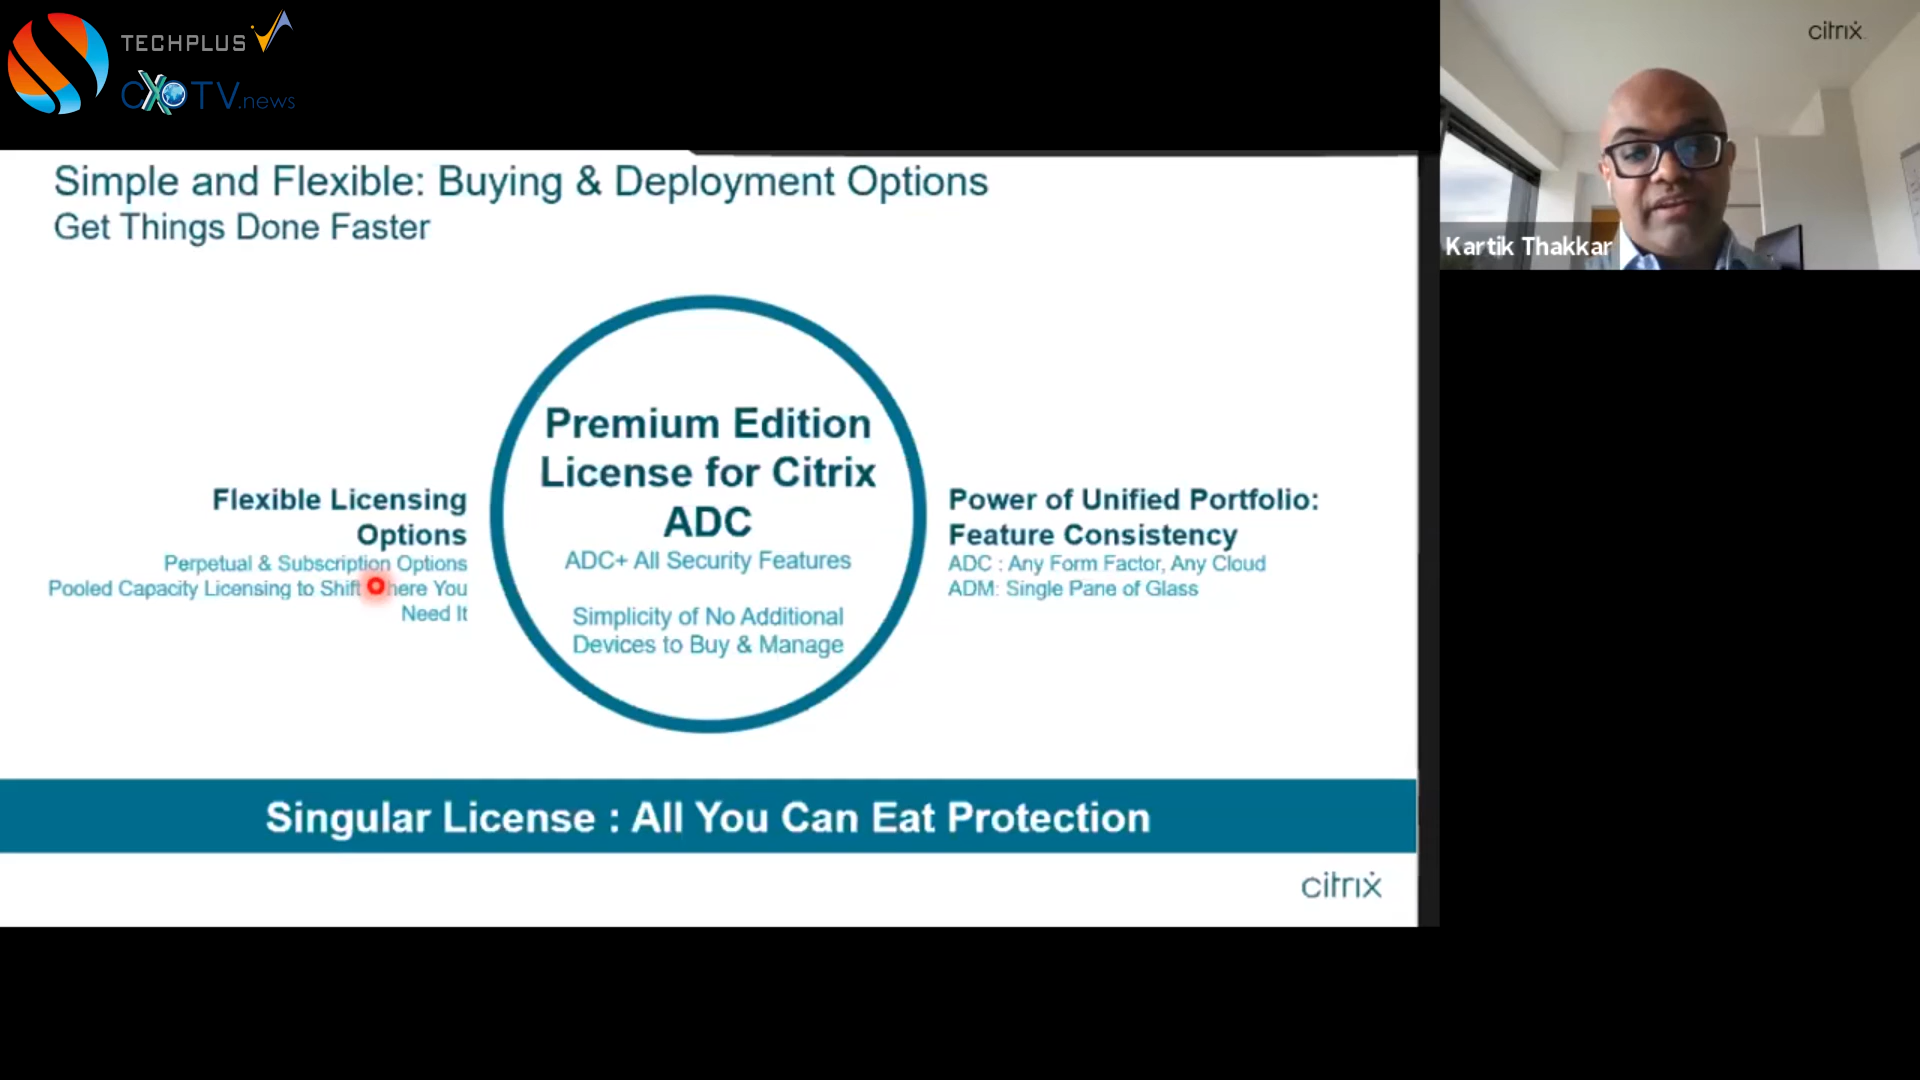 TECHPLUS
CXOTV.news
citrix
Kartik Thakkar
Simple and Flexible: Buying & Deployment Options
Get Things Done Faster
Flexible Licensing
Options
Perpetual & Subscription Options
Pooled Capacity Licensing to Shift here You
Need It
Premium Edition
License for Citrix
ADC
ADC+ All Security Features
Simplicity of No Additional
Devices to Buy & Manage
Power of Unified Portfolio:
Feature Consistency
ADC : Any Form Factor, Any Cloud
ADM: Single Pane of Glass
Singular License : All You Can Eat Protection
citrix